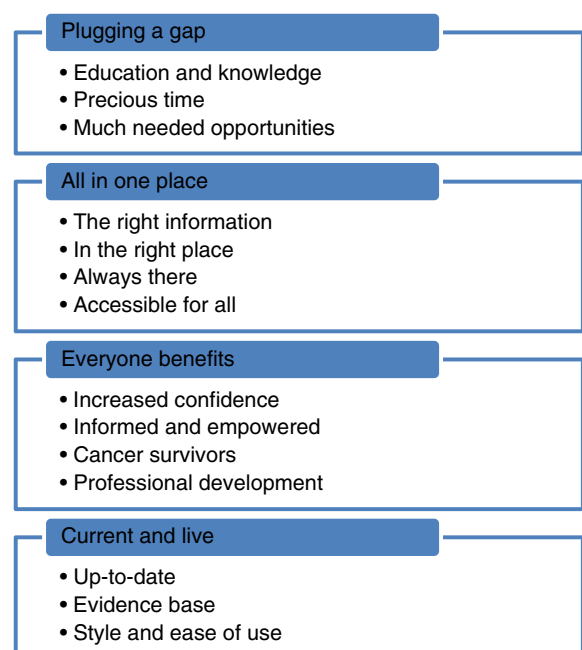 Plugging a gap
• Education and knowledge
• Precious time
• Much needed opportunities
All in one place
• The right information
• In the right place
• Always there
• Accessible for all
Everyone benefits
• Increased confidence
• Informed and empowered
• Cancer survivors
• Professional development
Current and live
• Up-to-date
• Evidence base
• Style and ease of use